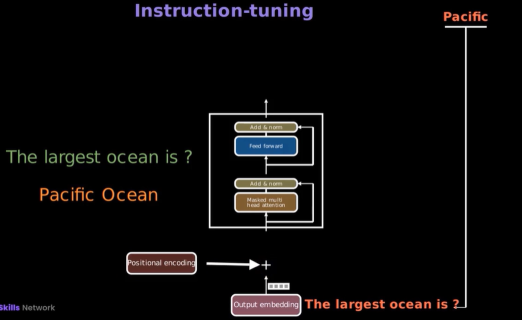 Instruction-tuning
Pacific
Add & norm
Feed forward
The largest ocean is ?
Add & norm
Pacific Ocean
Masked multi
head attention
Positional encoding
+
Output embedding
The largest ocean is ?
Skills Network